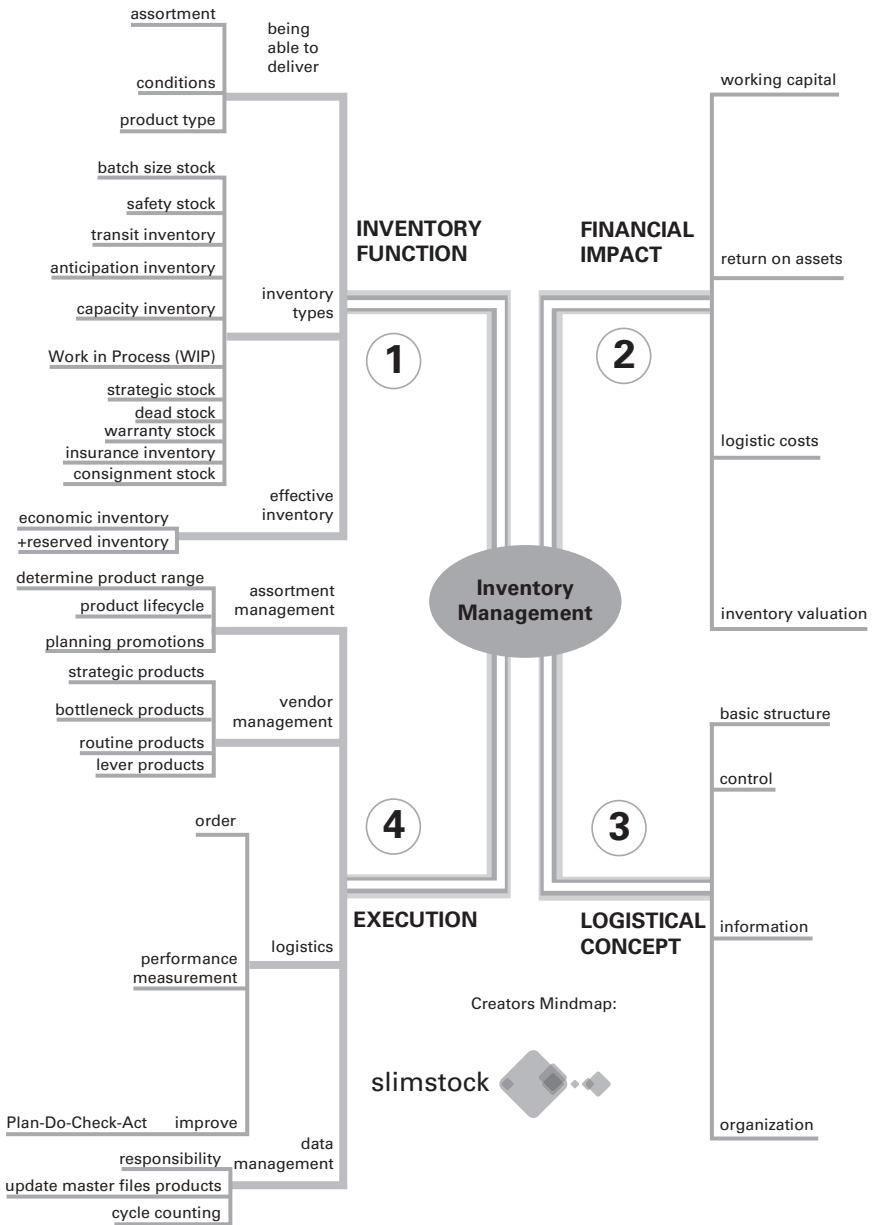 assortment
being
able to
deliver
conditions
product type
batch size stock
safety stock
transit inventory
anticipation inventory
capacity inventory
Work in Process (WIP)
strategic stock
dead stock
warranty stock
insurance inventory
consignment stock
inventory
types
economic inventory
+reserved inventory
effective
inventory
INVENTORY
FUNCTION
1
FINANCIAL
IMPACT
2
working capital
return on assets
logistic costs
inventory valuation
Inventory
Management
determine product range
product lifecycle
planning promotions
assortment
management
strategic products
bottleneck products
routine products
lever products
vendor
management
order
performance
measurement
Plan-Do-Check-Act improve
logistics
responsibility
update master files products
cycle counting
data
management
4
EXECUTION
3
LOGISTICAL
CONCEPT
basic structure
control
information
organization
Creators Mindmap:
slimstock